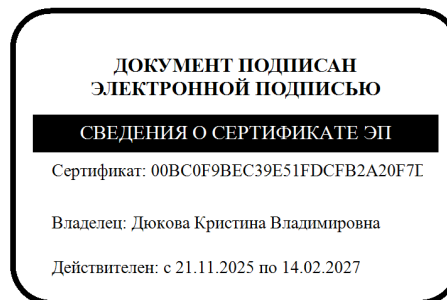 ДОКУМЕНТ ПОДПИСАН
ЭЛЕКТРОННОЙ ПОДПИСЬЮ
СВЕДЕНИЯ О СЕРТИФИКАТЕ ЭП
Сертификат: 00BC0F9BEC39E51FDCFB2A20F7D
Владелец: Дюкова Кристина Владимировна
Действителен: с 21.11.2025 по 14.02.2027